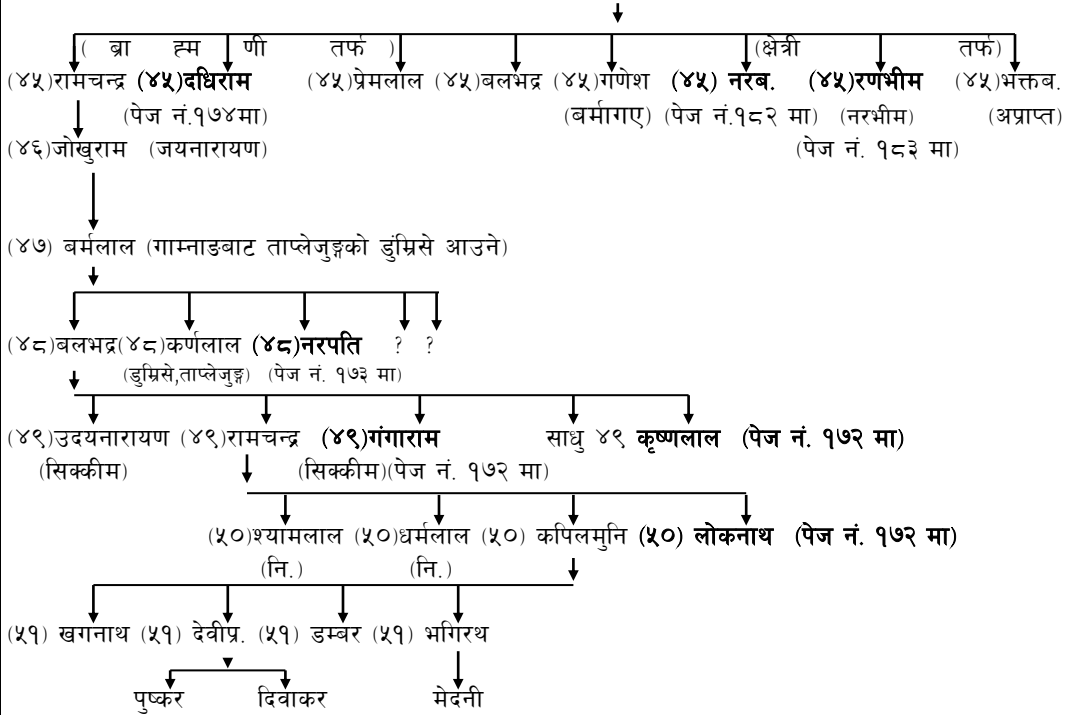 ( ब्रा ह्म णी तर्फ ) (क्षेत्री तर्फ)
(४५)रामचन्द्र (४५)दधिराम (४५)प्रेमलाल (४५)बलभद्र (४५)गणेश (४५) नरब. (४५)रणभीम (४५)भक्तब.
(पेज नं.१७४मा) (बर्मागए) (पेज नं.१८२ मा) (नरभीम) (अप्राप्त)
(४६)जोखुराम (जयनारायण) (पेज नं. १८३ मा)
(४७) बर्मलाल (गाम्नाङबाट ताप्लेजुङ्गको डुंम्रिसे आउने)
(४८)बलभद्र(४८)कर्णलाल (४८)नरपति ? ?
(डुम्रिसे,ताप्लेजुङ्ग) (पेज नं. १७३ मा)
(४९)उदयनारायण (४९)रामचन्द्र (४९)गंगाराम साधु ४९ कृष्णलाल (पेज नं. १७२ मा)
(सिक्कीम) (सिक्कीम)(पेज नं. १७२ मा)
(५०)श्यामलाल (५०)धर्मलाल (५०) कपिलमुनि (५०) लोकनाथ (पेज नं. १७२ मा)
(नि.) (नि.)
(५१) खगनाथ (५१) देवीप्र. (५१) डम्बर (५१) भगिरथ
पुष्कर दिवाकर मेदनी